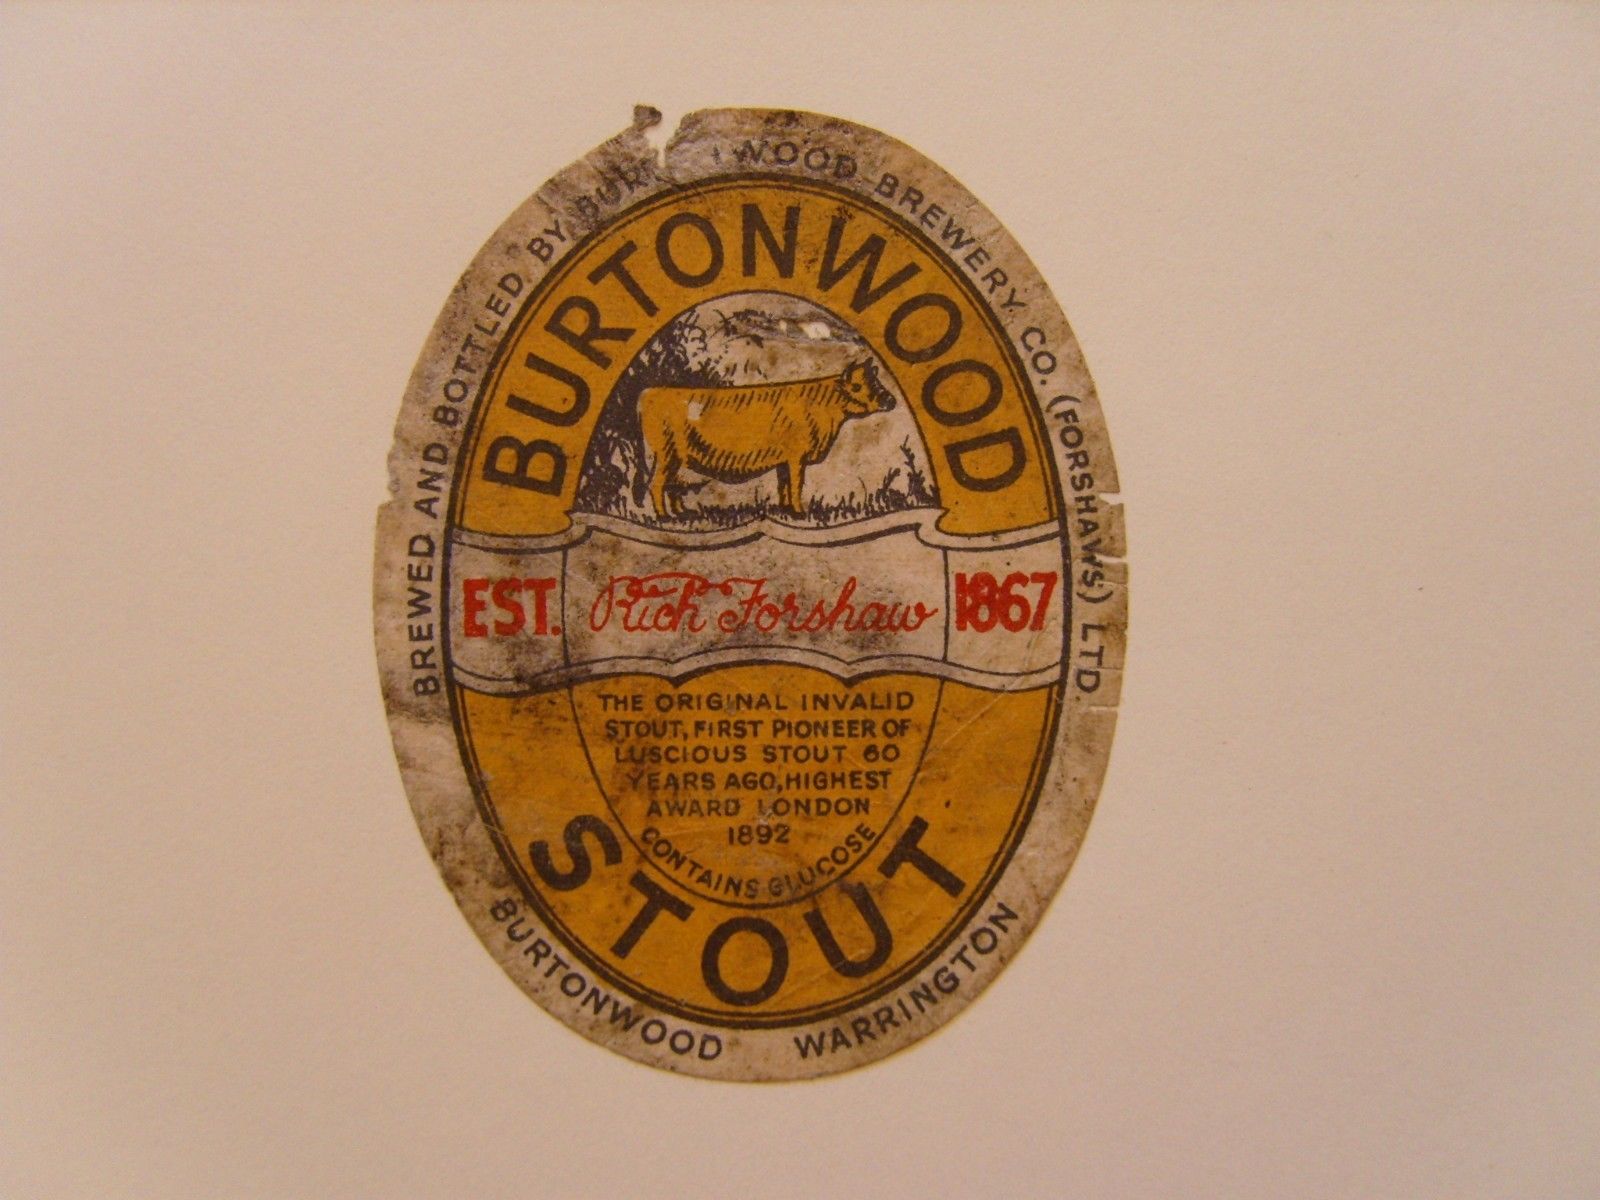 BREWED AND BOTTLED BY BURTONWOOD BREWERY CO. (FORSHAWS) LTD.
BURTONWOOD
EST. Rich Forshaw 1867
THE ORIGINAL INVALID
STOUT, FIRST PIONEER OF
LUSCIOUS STOUT 60
YEARS AGO, HIGHEST
AWARD LONDON
1892
CONTAINS GLUCOSE
STOUT
BURTONWOOD WARRINGTON